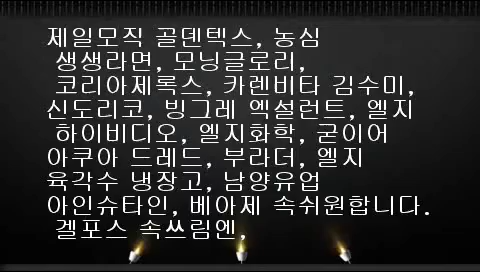 제일모직 골덴텍스, 농심
생생라면, 모닝글로리,
코리아제록스, 카렌비타 김수미,
신도리코, 빙그레 엑설런트, 엘지
하이비디오, 엘지화학, 굳이어
아쿠아 드레드, 부라더, 엘지
육각수 냉장고, 남양유업
아인슈타인, 베아제 속쉬원합니다.
겔포스 속쓰림엔,